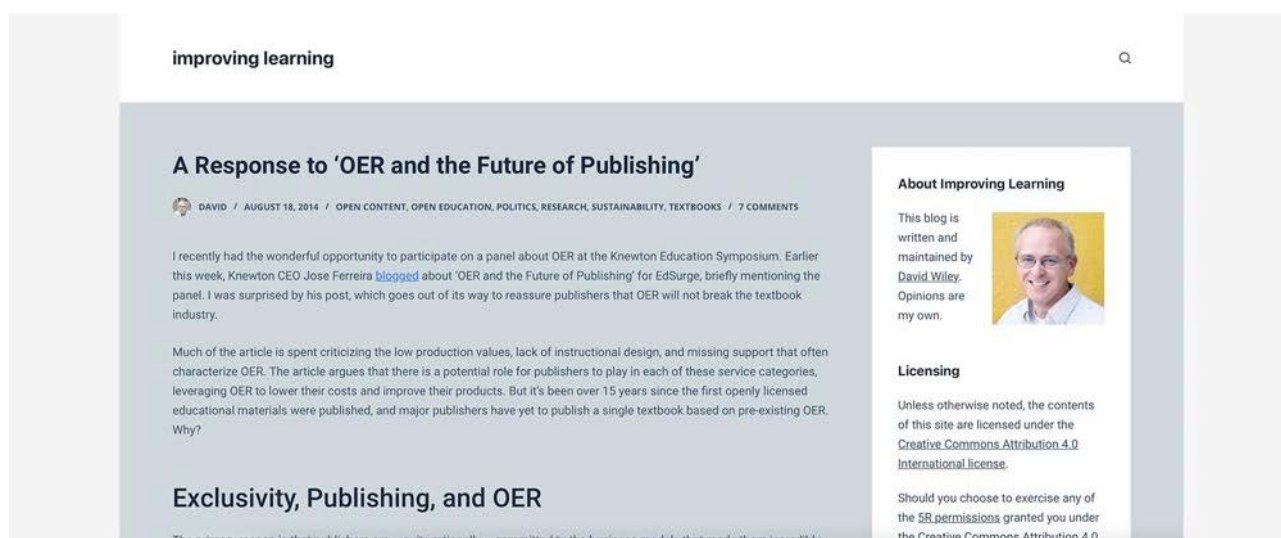 improving learning
A Response to ‘OER and the Future of Publishing’
DAVID / AUGUST 18, 2014 / OPEN CONTENT, OPEN EDUCATION, POLITICS, RESEARCH, SUSTAINABILITY, TEXTBOOKS / 7 COMMENTS
I recently had the wonderful opportunity to participate on a panel about OER at the Knewton Education Symposium. Earlier
this week, Knewton CEO Jose Ferreira blogged about ‘OER and the Future of Publishing’ for EdSurge, briefly mentioning the
panel. I was surprised by his post, which goes out of its way to reassure publishers that OER will not break the textbook
industry.
Much of the article is spent criticizing the low production values, lack of instructional design, and missing support that often
characterize OER. The article argues that there is a potential role for publishers to play in each of these service categories,
leveraging OER to lower their costs and improve their products. But it’s been over 15 years since the first openly licensed
educational materials were published, and major publishers have yet to publish a single textbook based on pre-existing OER.
Why?
Exclusivity, Publishing, and OER
About Improving Learning
This blog is
written and
maintained by
David Wiley.
Opinions are
my own.
Licensing
Unless otherwise noted, the contents
of this site are licensed under the
Creative Commons Attribution 4.0
International license.
Should you choose to exercise any of
the 5R permissions granted you under
the Creative Commons Attribution 4.0